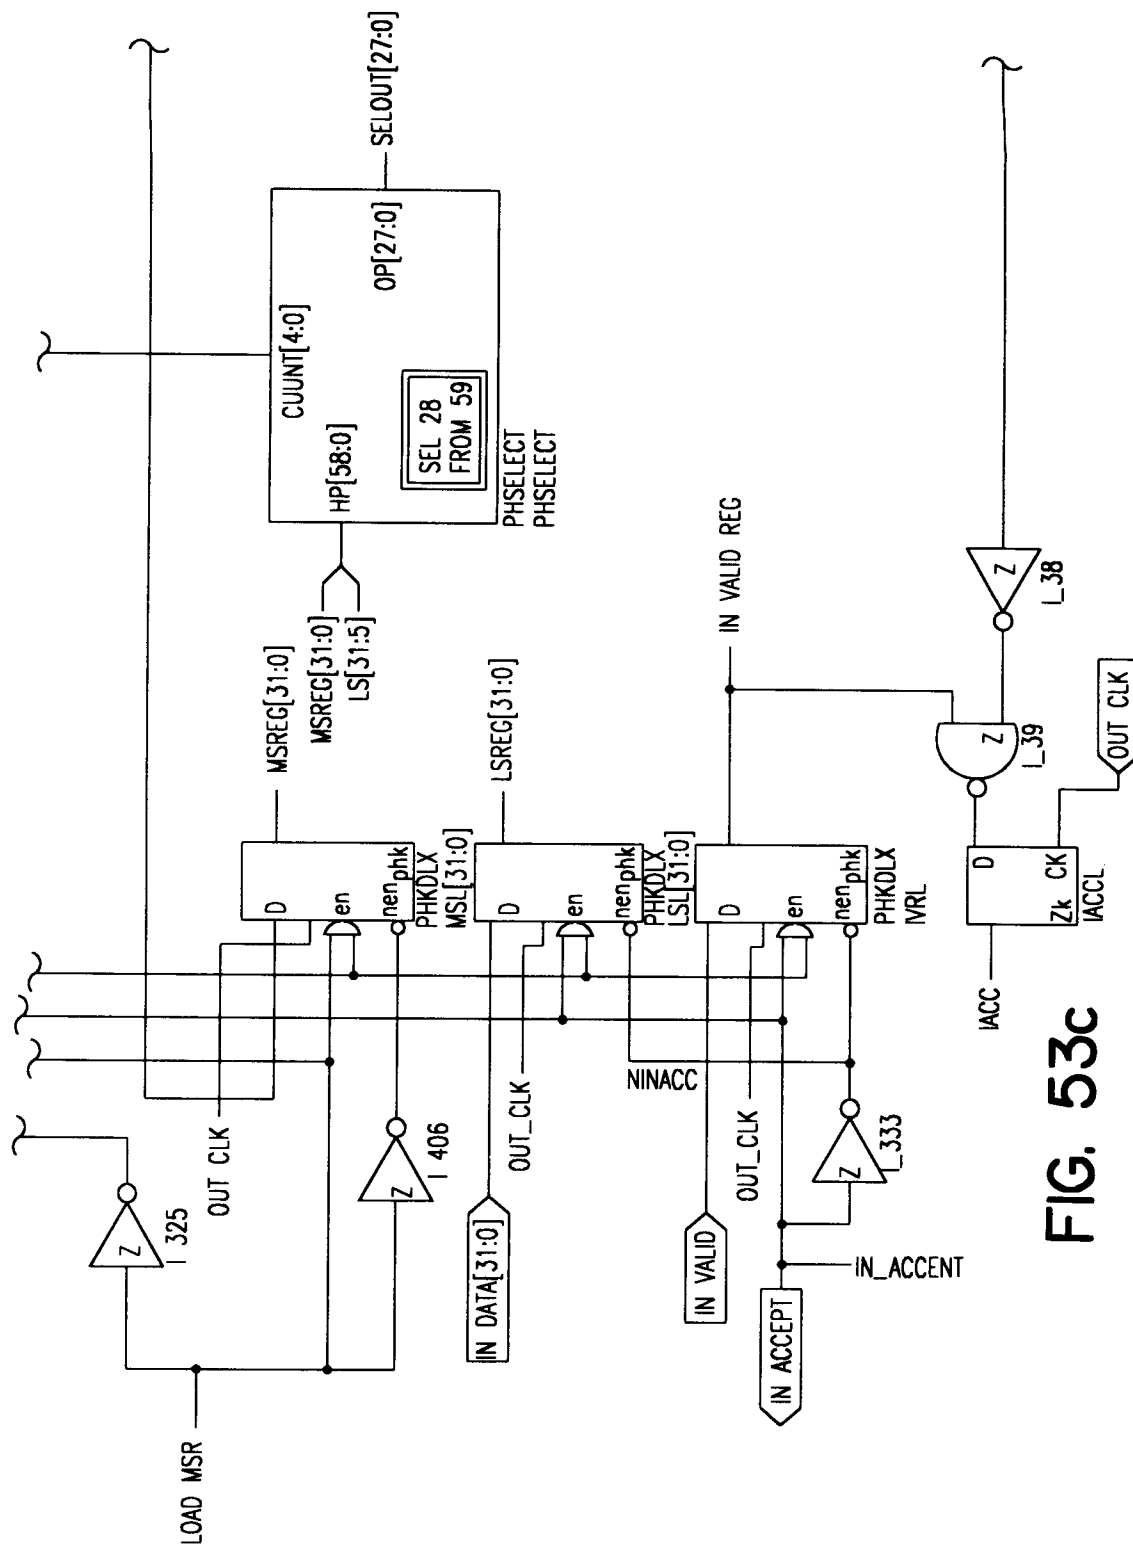 LOAD MSR
I_325
OUT CLK
I_406
Z
Z
D
en
nen
phk
PHKDLX
MSL[31:0]
MSREG[31:0]
MSREG[31:0]
LS[31:5]
HP[58:0]
CUUNT[4:0]
OP[27:0]
SELOUT[27:0]
SEL 28
FROM 59
PHSELECT
PHSELECT
IN DATA[31:0]
OUT_CLK
D
en
nen
phk
PHKDLX
LSL[31:0]
LSREG[31:0]
NINACC
IN VALID
OUT_CLK
D
en
nen
phk
PHKDLX
IVRL
IN VALID REG
IN ACCEPT
IN_ACCENT
Z
I_333
IACC
D
Zk
CK
IACCL
Z
I_39
Z
I_38
OUT CLK
FIG. 53c